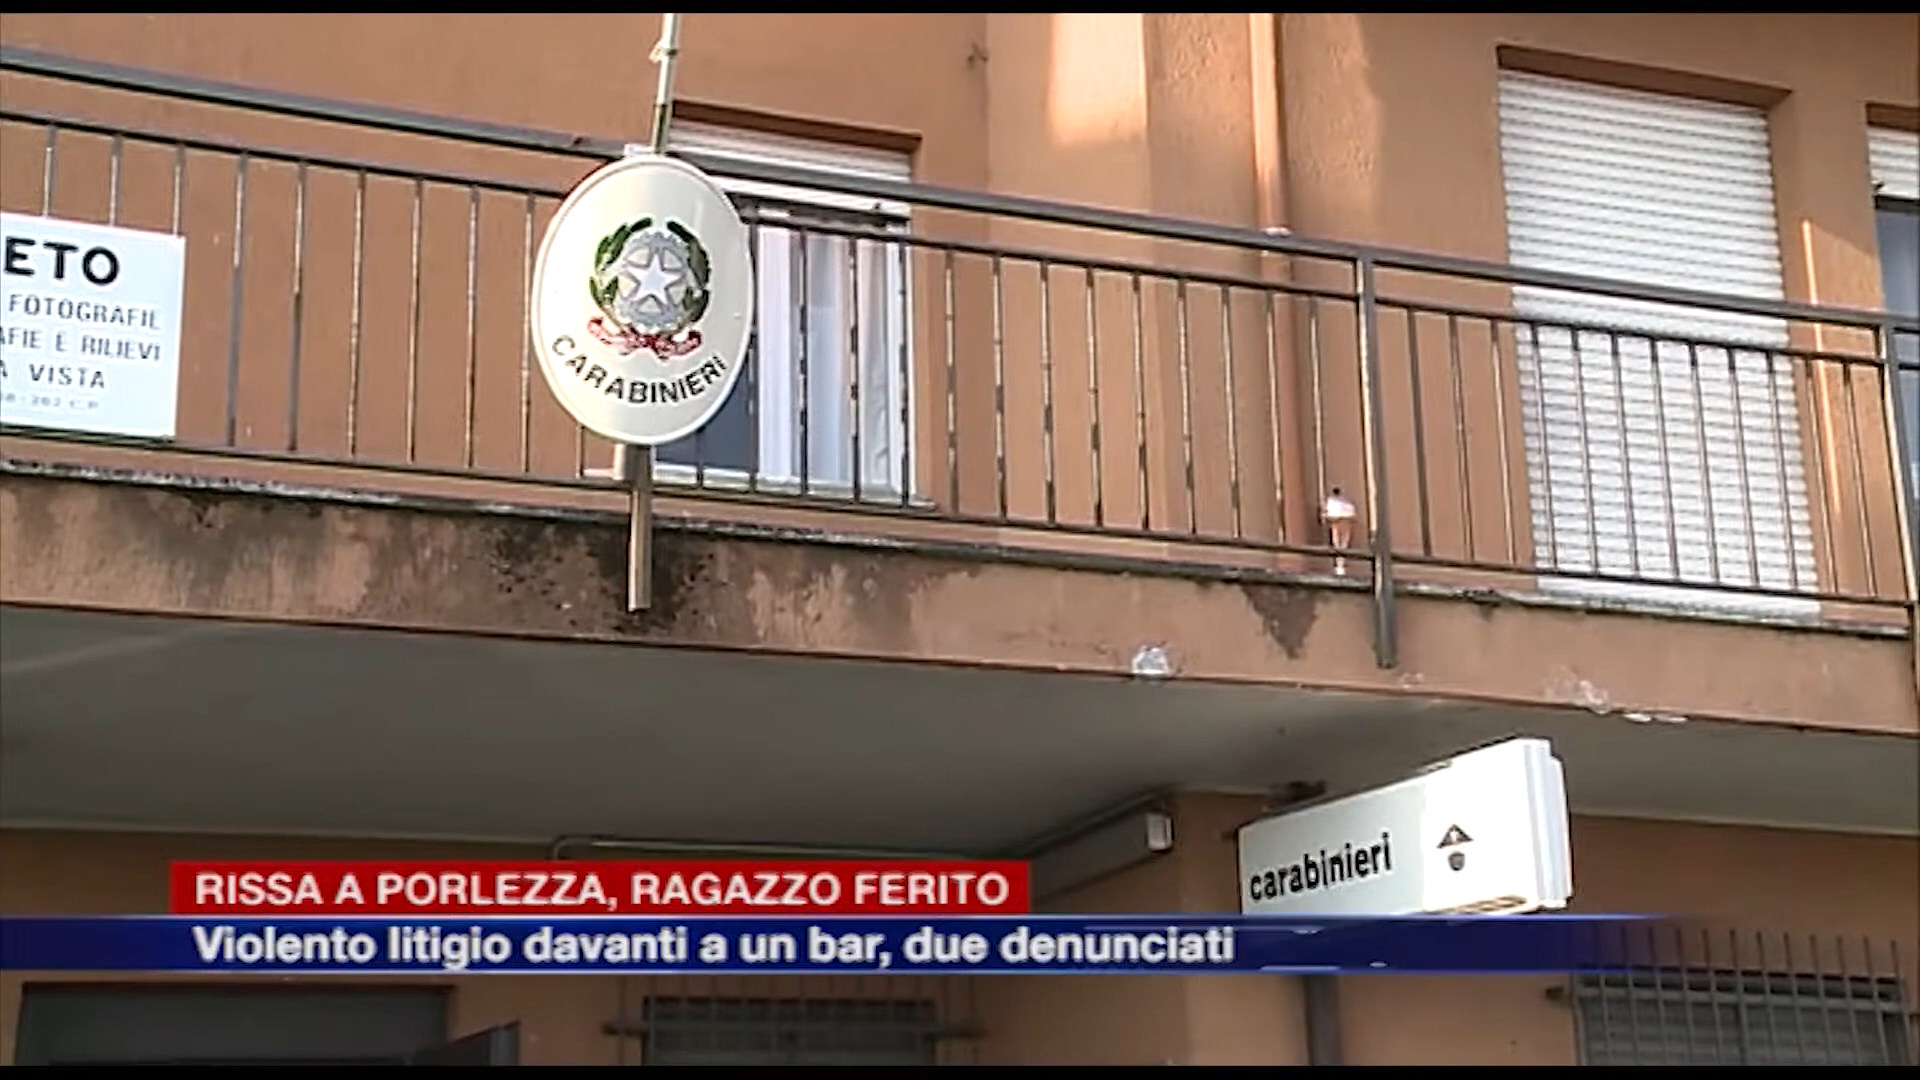 ETO
FOTOGRAFIE
AFIE E RILIEVI
A VISTA
CARABINIERI
carabinieri
RISSA A PORLEZZA, RAGAZZO FERITO
Violento litigio davanti a un bar, due denunciati